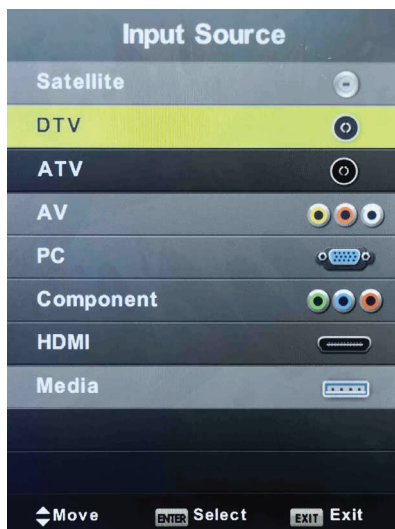 Input Source
Satellite
DTV
ATV
AV
PC
Component
HDMI
Media
Move ENTER Select EXIT Exit